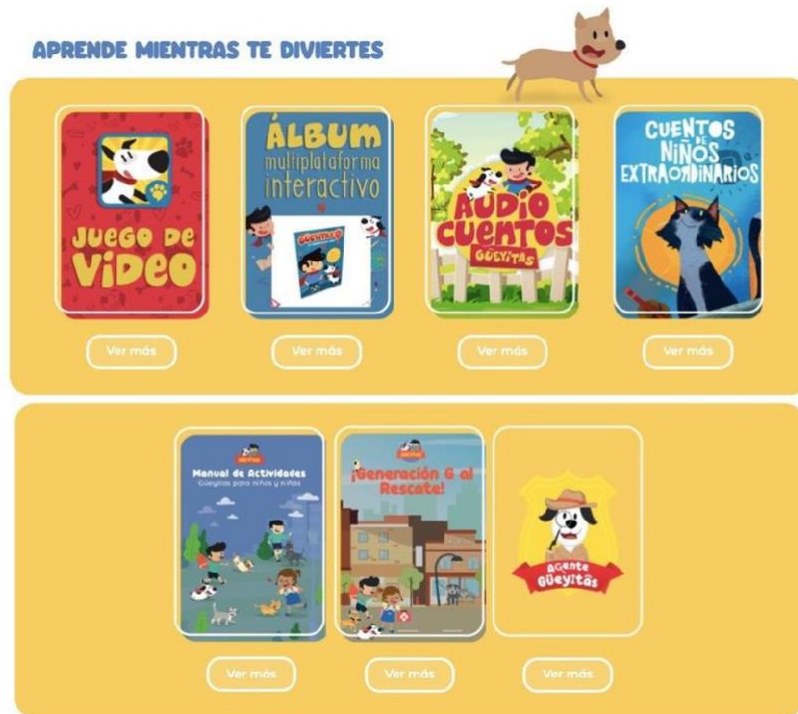 APRENDE MIENTRAS TE DIVIERTES
JUEGO DE
VIDEO
ÁLBUM
multiplataforma
interactivo
AUDIO
CUENTOS
GÜEYITAS
CUENTOS
DE
NIÑOS
EXTRAORDINARIOS
Ver más
Ver más
Ver más
Ver más
Manual de Actividades
Güeyitas para niños y niñas
¡Generación G al
Rescate!
AGENTE
GÜEYITAS
Ver más
Ver más
Ver más